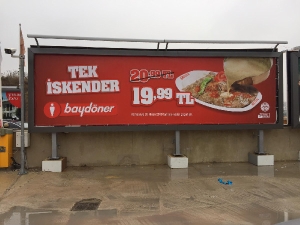 TEK
İSKENDER
baydöner
19,99 TL